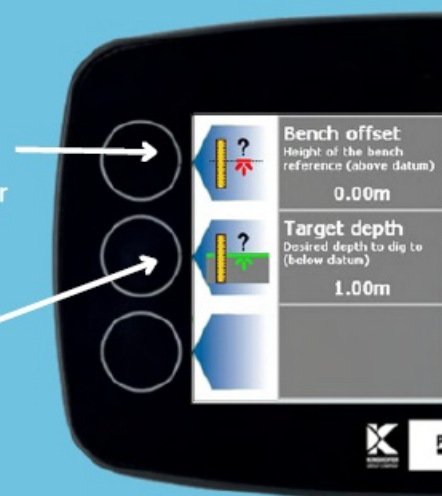 r
?
Bench offset
Height of the bench
reference (above datum)
0.00m
?
Target depth
Desired depth to dig to
(below datum)
1.00m